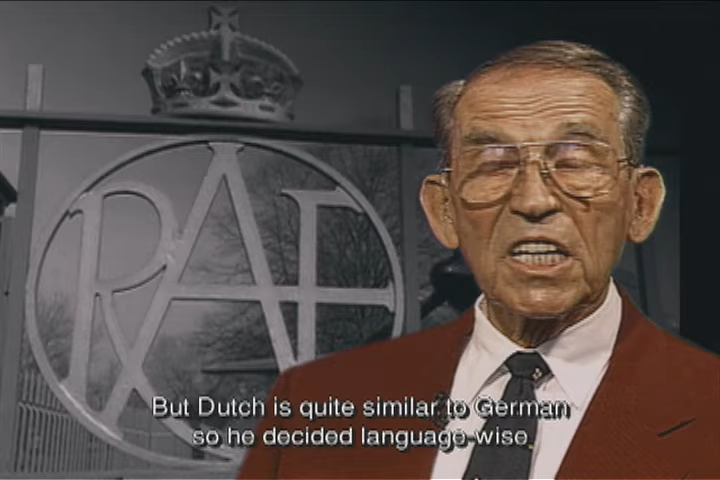 RAF
But Dutch is quite similar to German
so he decided language-wise